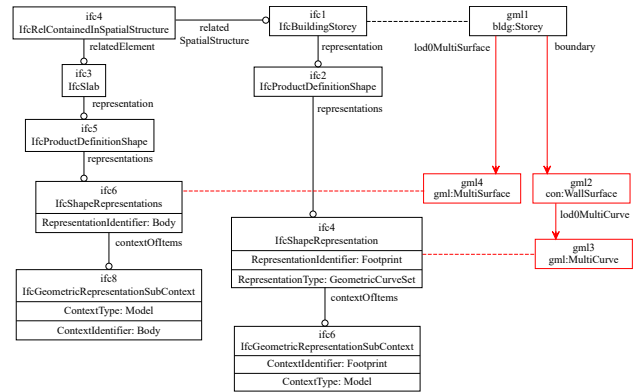 ifc4
IfcRelContainedInSpatialStructure
related
SpatialStructure
ifc1
IfcBuildingStorey
gml1
bldg:Storey
relatedElement
representation
lod0MultiSurface
boundary
ifc3
IfcSlab
ifc2
IfcProductDefinitionShape
representation
representations
ifc5
IfcProductDefinitionShape
representations
ifc6
IfcShapeRepresentations
RepresentationIdentifier: Body
gml4
gml:MultiSurface
gml2
con:WallSurface
lod0MultiCurve
contextOfItems
ifc4
IfcShapeRepresentation
RepresentationIdentifier: Footprint
RepresentationType: GeometricCurveSet
gml3
gml:MultiCurve
ifc8
IfcGeometricRepresentationSubContext
ContextType: Model
ContextIdentifier: Body
contextOfItems
ifc6
IfcGeometricRepresentationSubContext
ContextIdentifier: Footprint
ContextType: Model